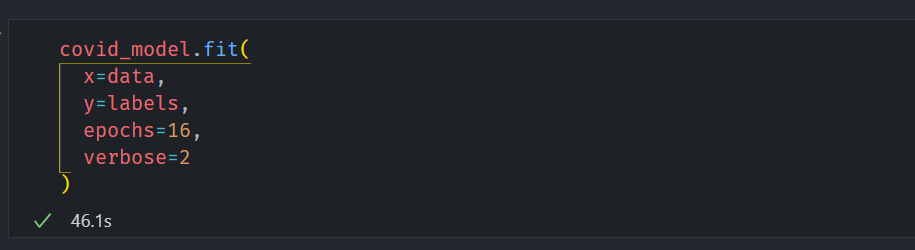 covid_model.fit(
x=data,
y=labels,
epochs=16,
verbose=2
)
46.1s